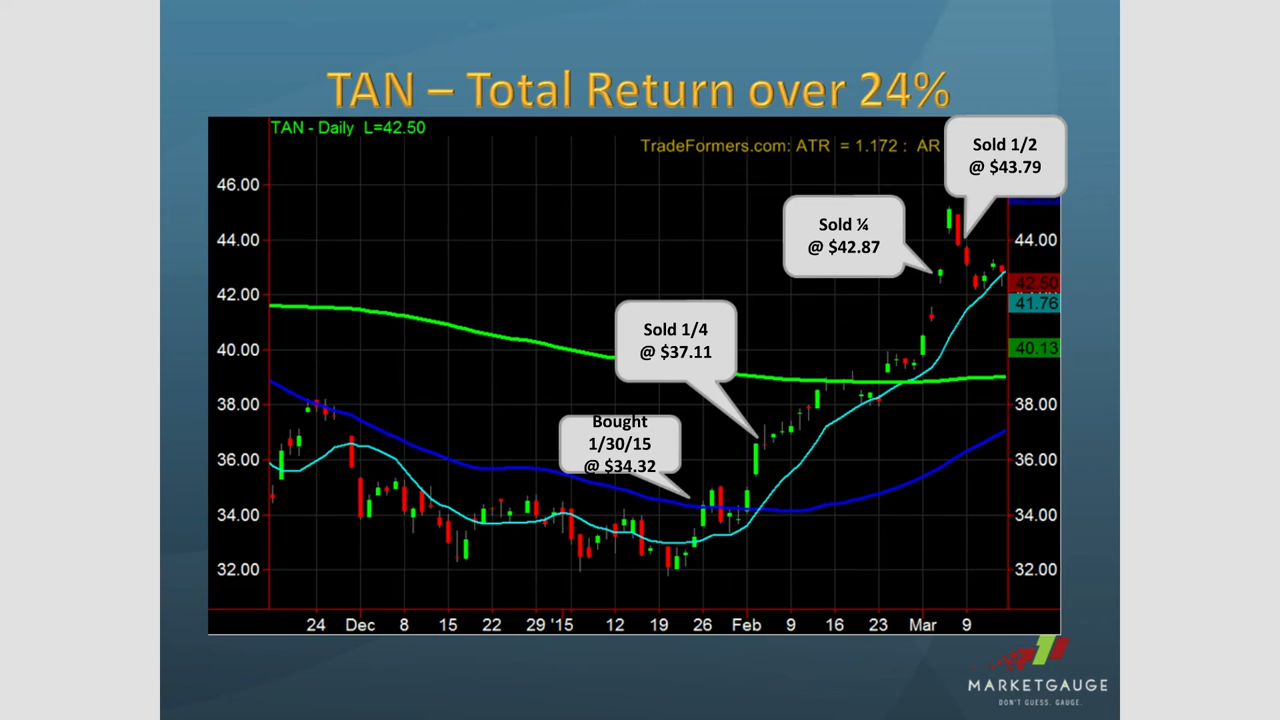 TAN – Total Return over 24%
TAN - Daily L=42.50
TradeFormers.com: ATR = 1.172 : AR
Sold 1/2
@ $43.79
Sold ¼
@ $42.87
Sold 1/4
@ $37.11
Bought
1/30/15
@ $34.32
46.00
44.00
42.00
40.00
38.00
36.00
34.00
32.00
44.00
42.50
41.76
40.13
38.00
36.00
34.00
32.00
24 Dec 8 15 22 29 '15 12 19 26 Feb 9 16 23 Mar 9
MARKETGAUGE
DON'T GUESS. GAUGE.